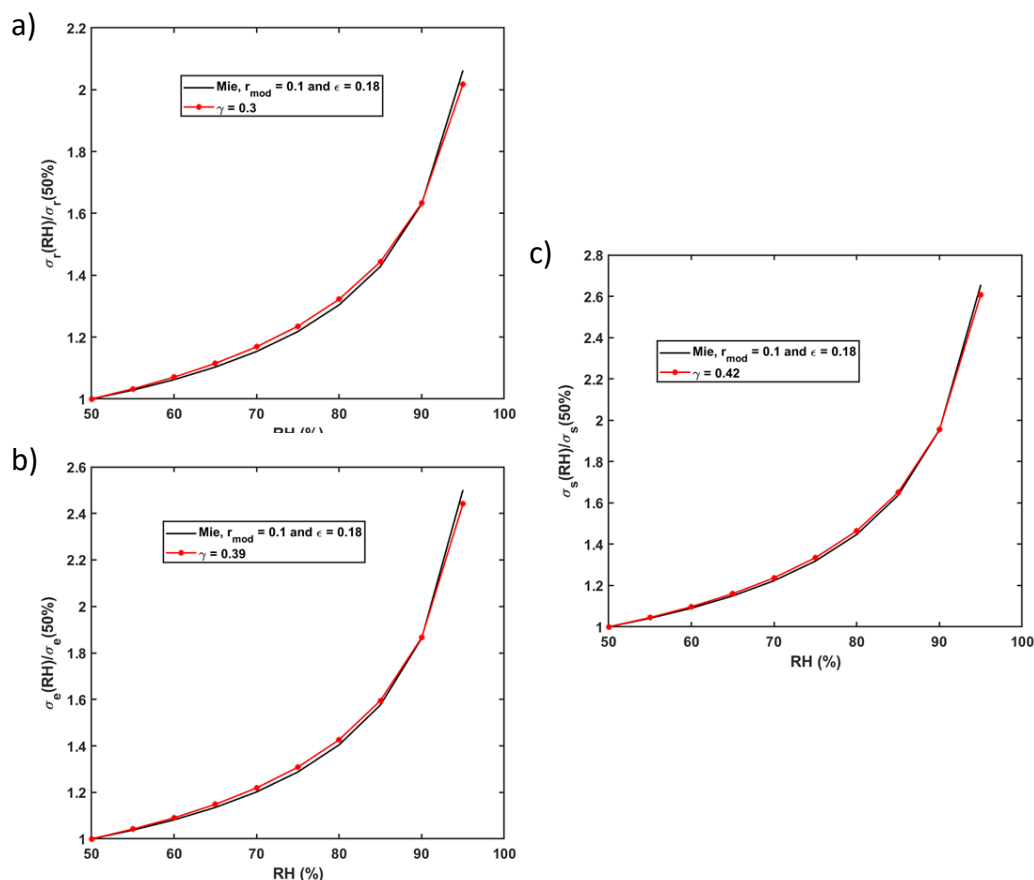 a)
2.2
2
1.8
1.6
1.4
1.2
1
σr(RH)/σr(50%)
Mie, rmod = 0.1 and ϵ = 0.18
γ = 0.3
50 60 70 80 90 100
RH (%)
b)
2.6
2.4
2.2
2
1.8
1.6
1.4
1.2
1
σe(RH)/σe(50%)
Mie, rmod = 0.1 and ϵ = 0.18
γ = 0.39
50 60 70 80 90 100
RH (%)
c)
2.8
2.6
2.4
2.2
2
1.8
1.6
1.4
1.2
1
σs(RH)/σs(50%)
Mie, rmod = 0.1 and ϵ = 0.18
γ = 0.42
50 60 70 80 90 100
RH (%)